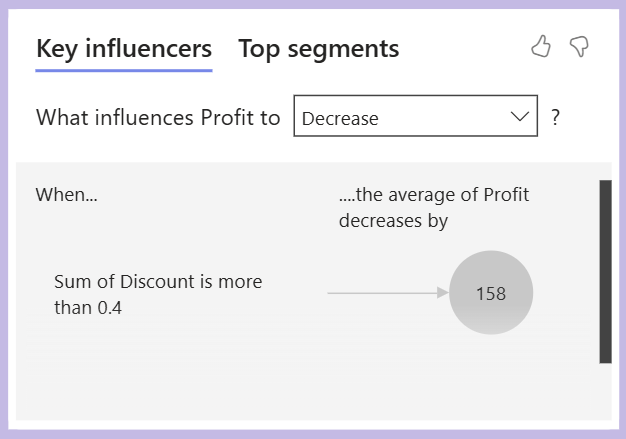 Key influencers Top segments
What influences Profit to Decrease ?
When...
....the average of Profit
decreases by
Sum of Discount is more
than 0.4
158